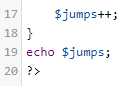 17 $jumps++;
18 }
19 echo $jumps;
20 ?>